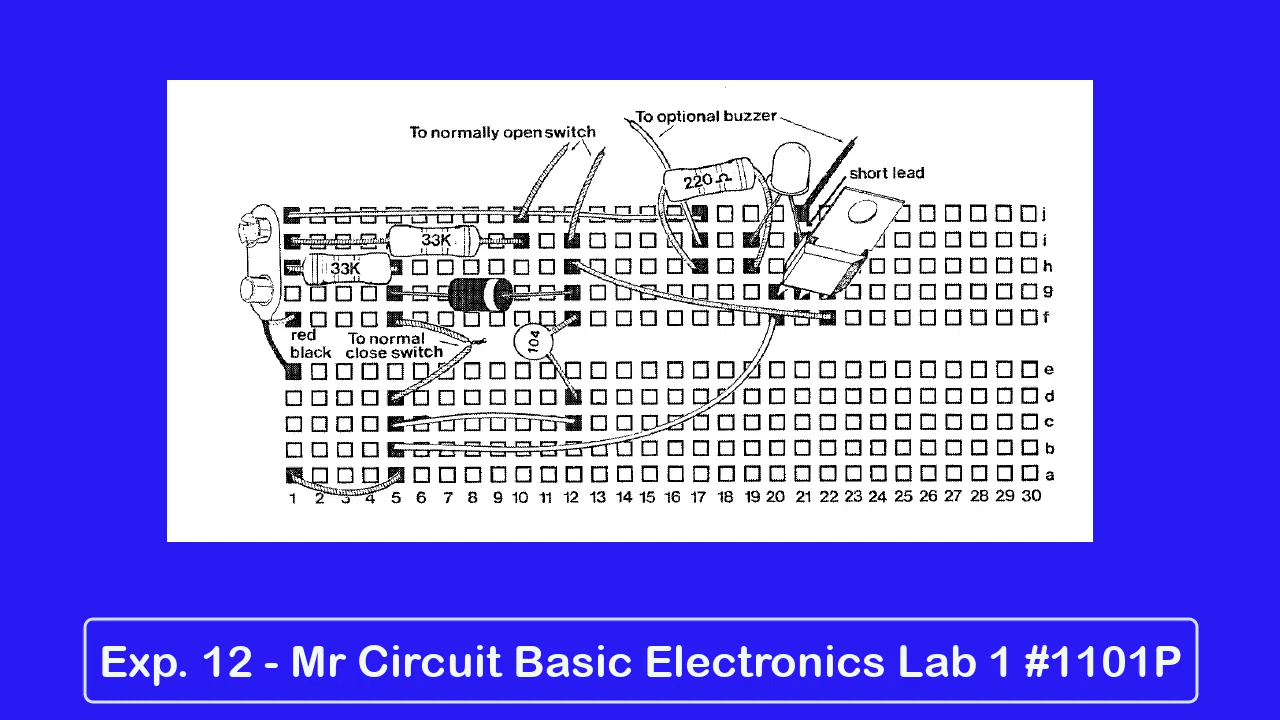 To optional buzzer
To normally open switch
short lead
220Ω
j
33K
i
33K
h
g
f
red
black
To normal
close switch
104
e
d
c
b
a
1 2 3 4 5 6 7 8 9 10 11 12 13 14 15 16 17 18 19 20 21 22 23 24 25 26 27 28 29 30
Exp. 12 - Mr Circuit Basic Electronics Lab 1 #1101P